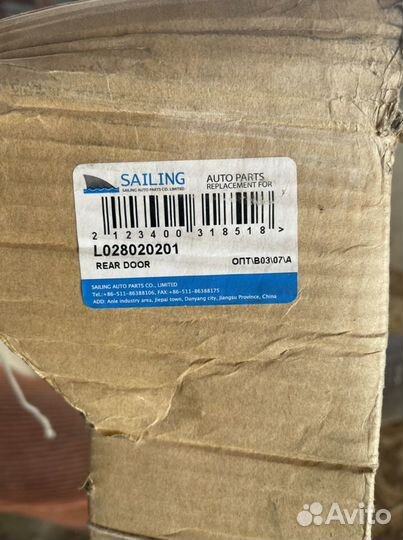 SAILING
SAILING AUTO PARTS CO., LIMITED
AUTO PARTS
REPLACEMENT FOR
2 123400 318518 >
L028020201
REAR DOOR
ОПТ\B03\07\A
SAILING AUTO PARTS CO., LIMITED
Tel.:+86-511-86388106, FAX:+86-511-86388175
ADD: Anle industry area, Jiepai town, Danyang city, Jiangsu Province, China
Avito